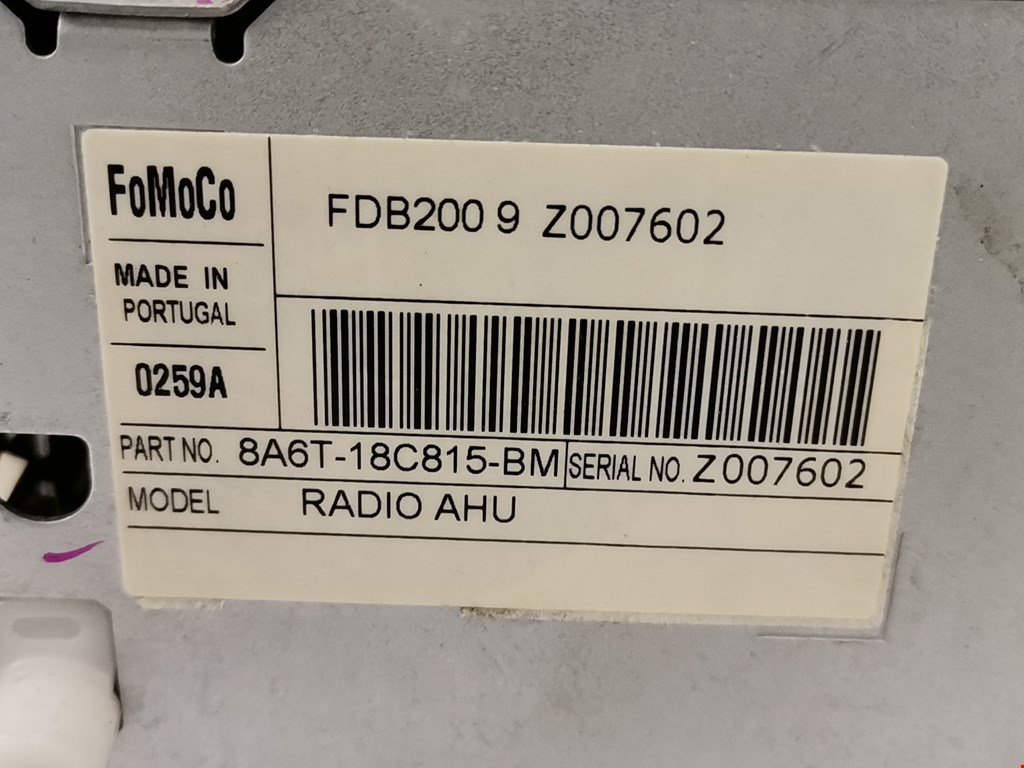 FoMoCo
FDB200 9 Z007602
MADE IN
PORTUGAL
0259A
PART NO. 8A6T-18C815-BM SERIAL NO. Z007602
MODEL RADIO AHU